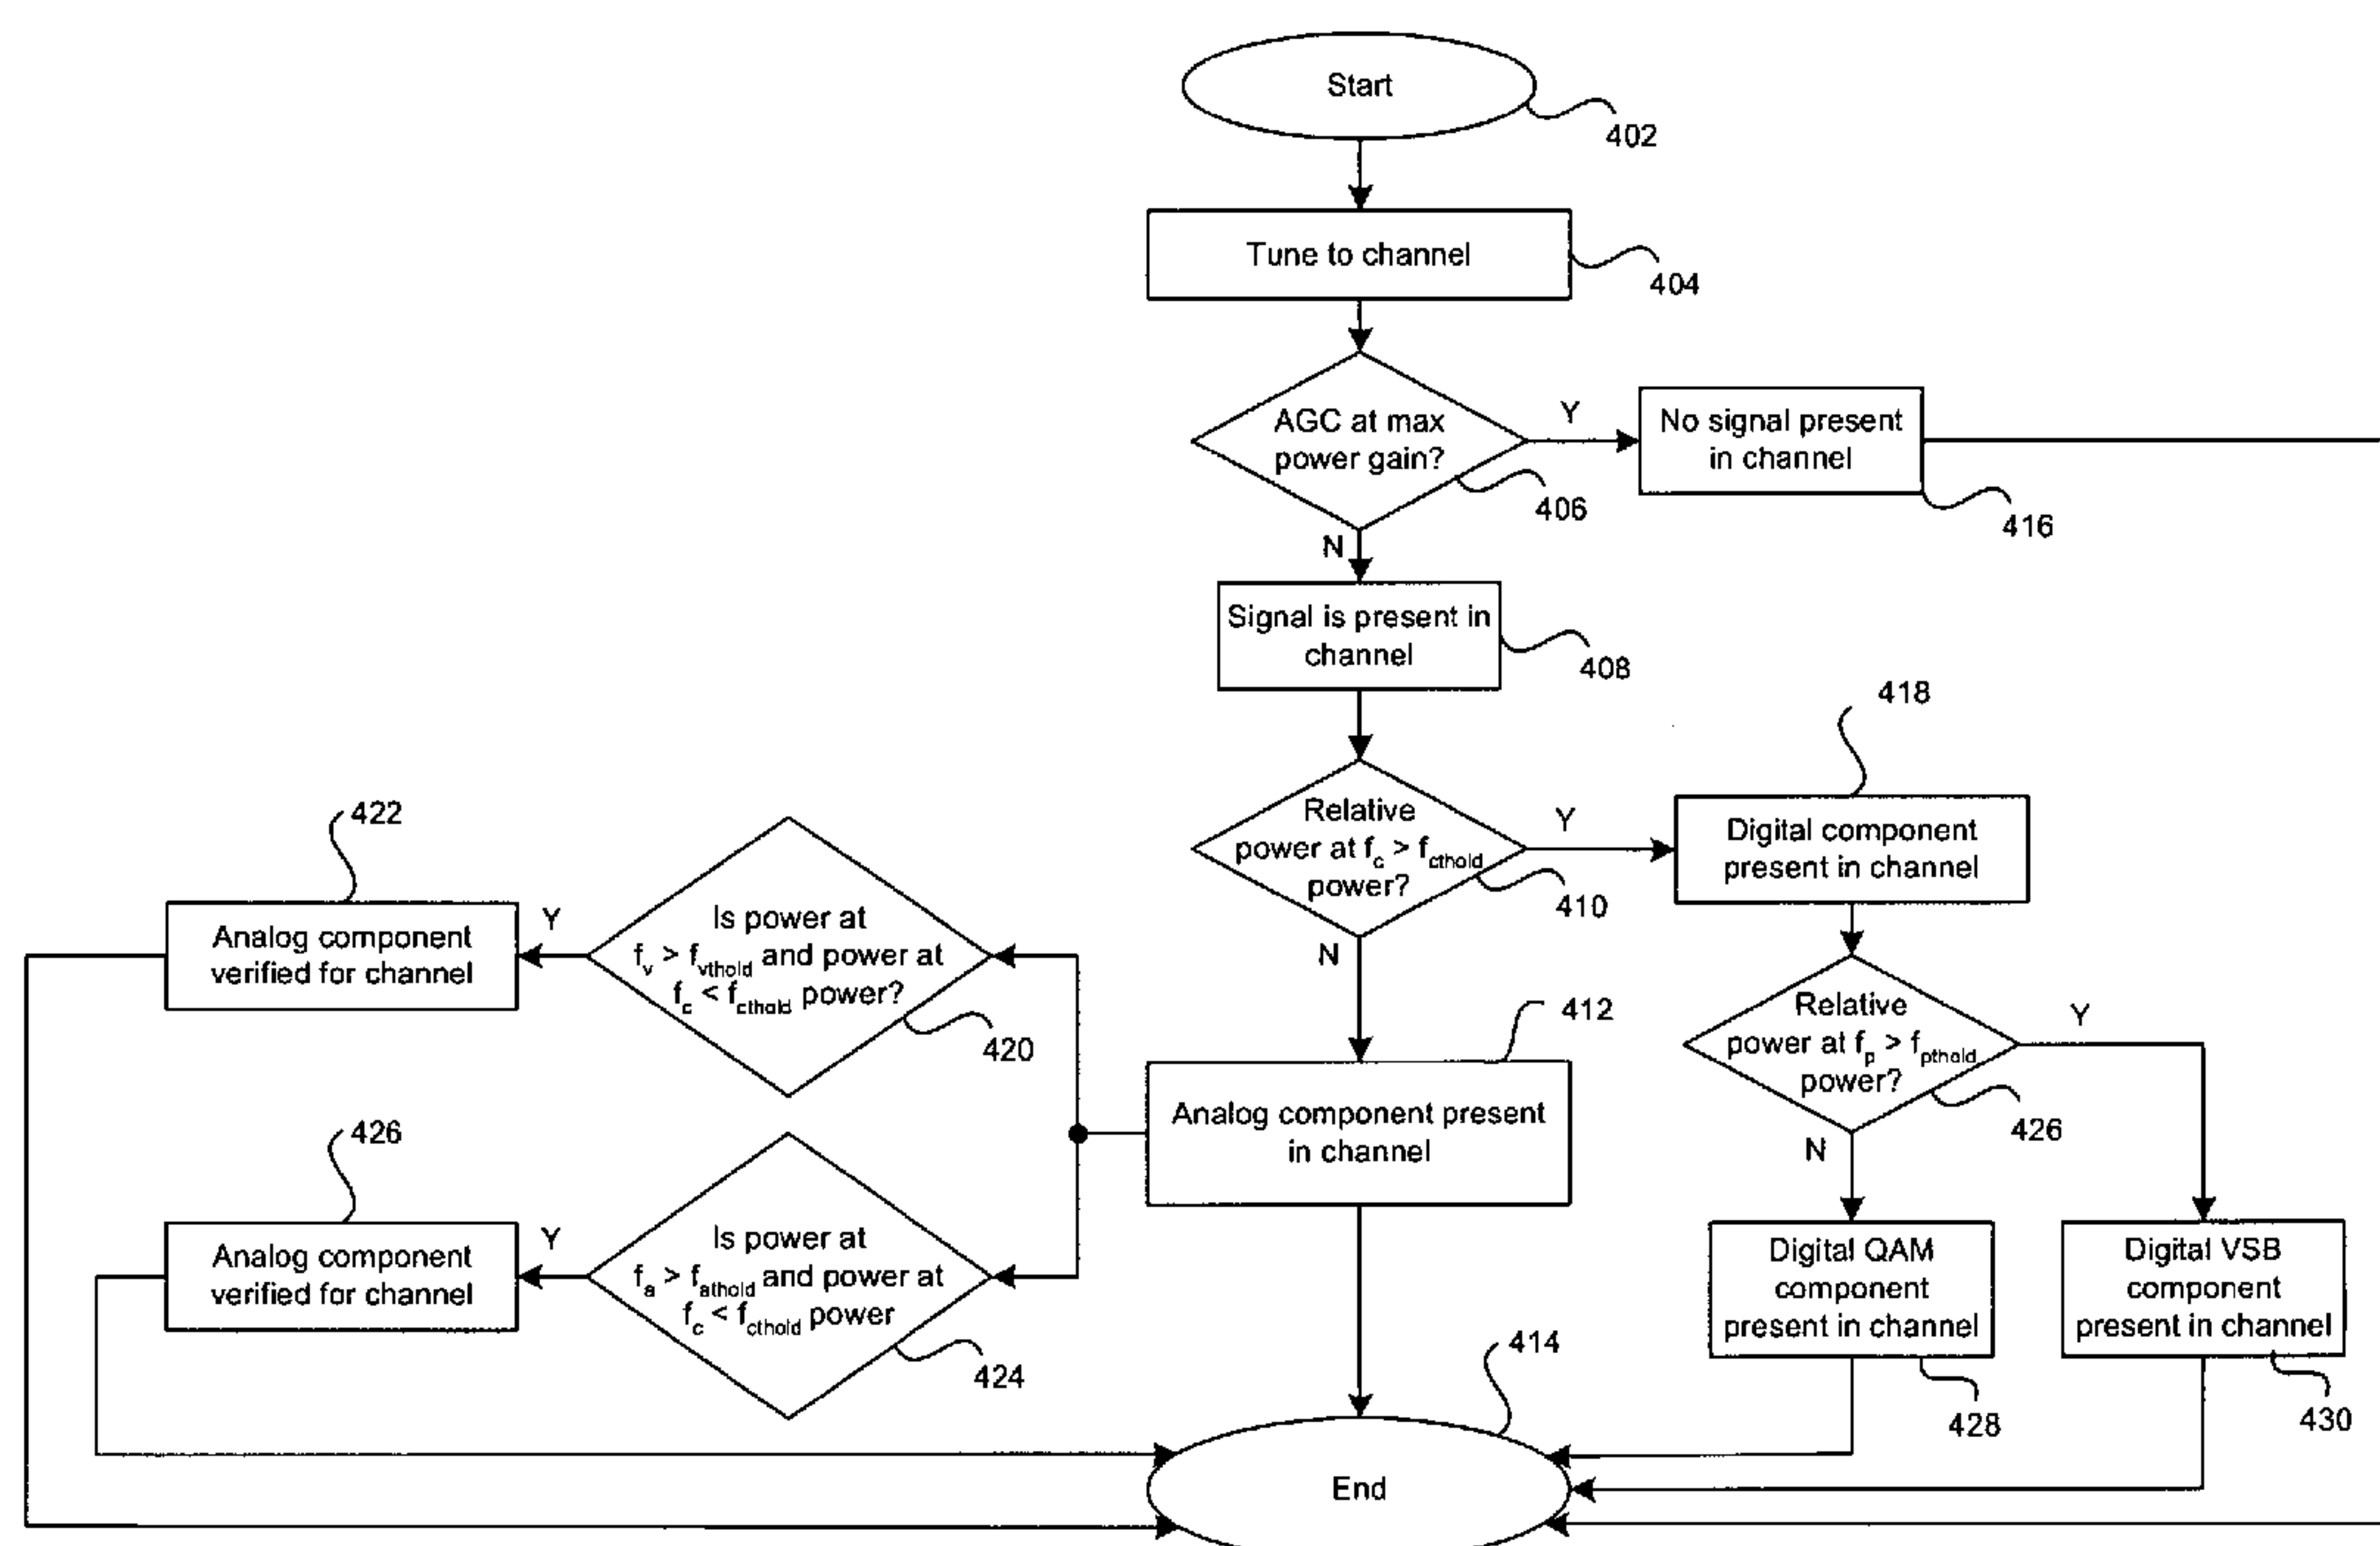 Start
402
Tune to channel
404
AGC at max
power gain?
406
Y
No signal present
in channel
416
N
Signal is present in
channel
408
Relative
power at fc > fcthold
power?
410
Y
418
Digital component
present in channel
N
422
Analog component
verified for channel
Y
Is power at
fv > fvthold and power at
fc < fcthold power?
420
412
Analog component present
in channel
Relative
power at fp > fpthold
power?
426
Y
N
426
Analog component
verified for channel
Y
Is power at
fa > fathold and power at
fc < fcthold power
424
Digital QAM
component
present in channel
428
Digital VSB
component
present in channel
430
414
End